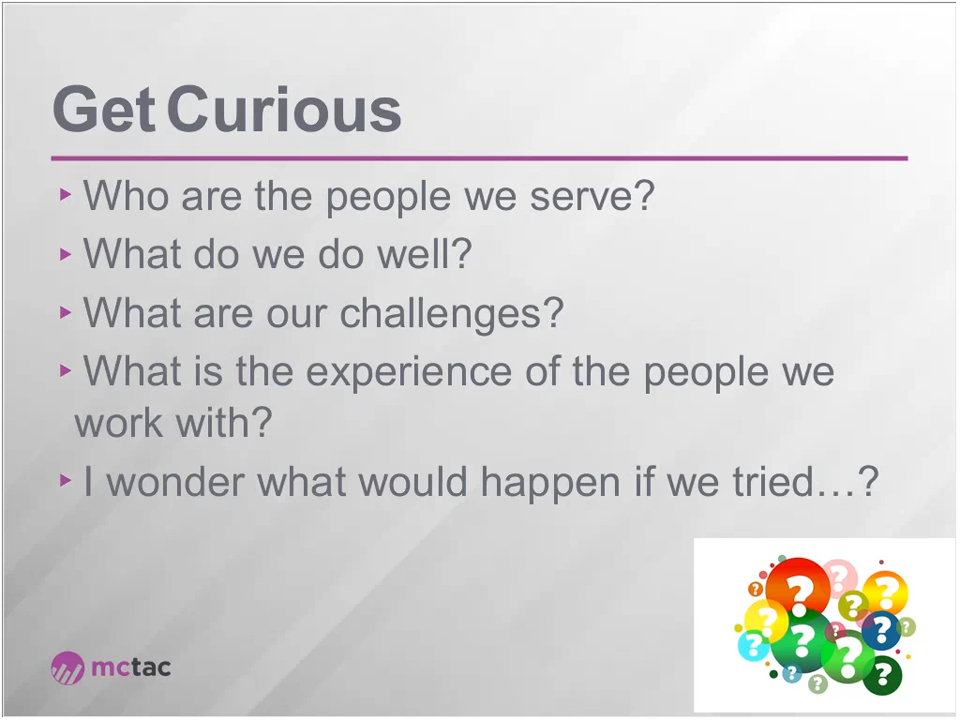 Get Curious
‣ Who are the people we serve?
‣ What do we do well?
‣ What are our challenges?
‣ What is the experience of the people we
work with?
‣ I wonder what would happen if we tried…?
mctac